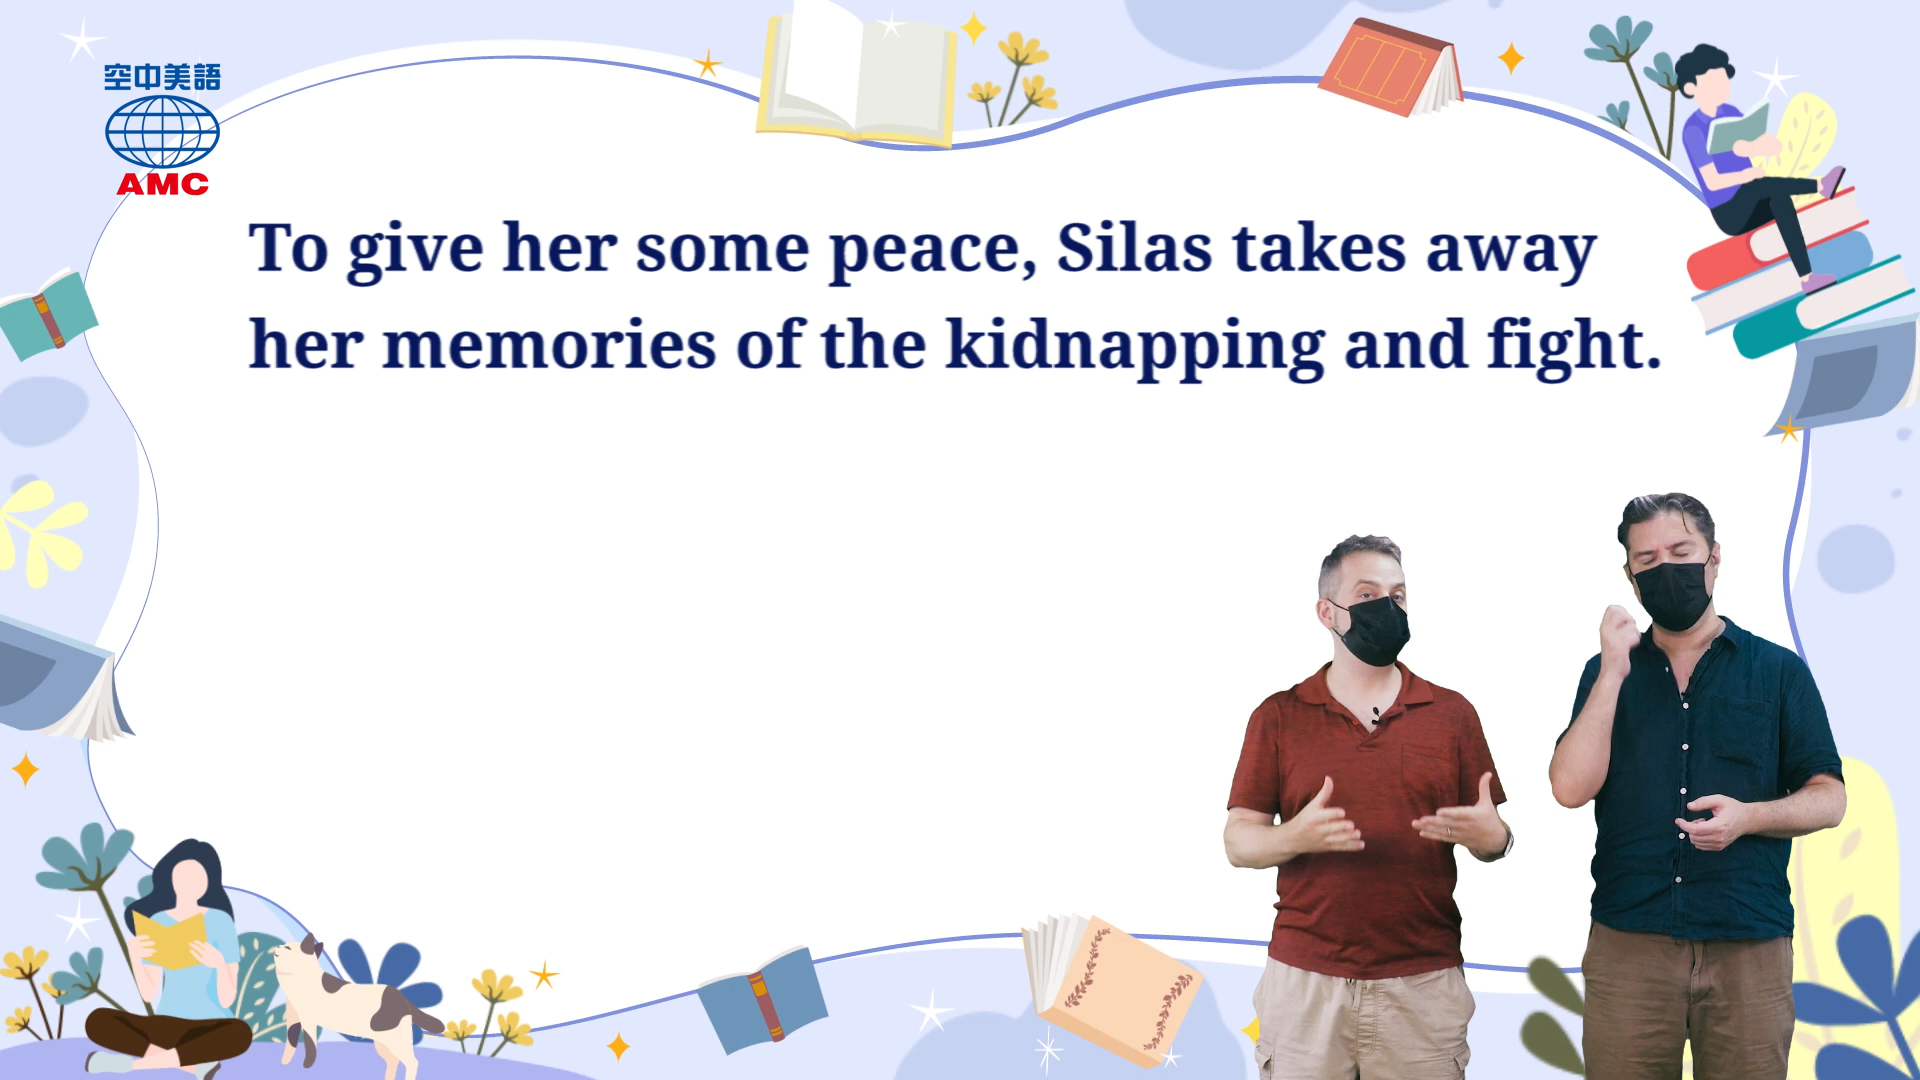 空中美語
AMC
To give her some peace, Silas takes away
her memories of the kidnapping and fight.